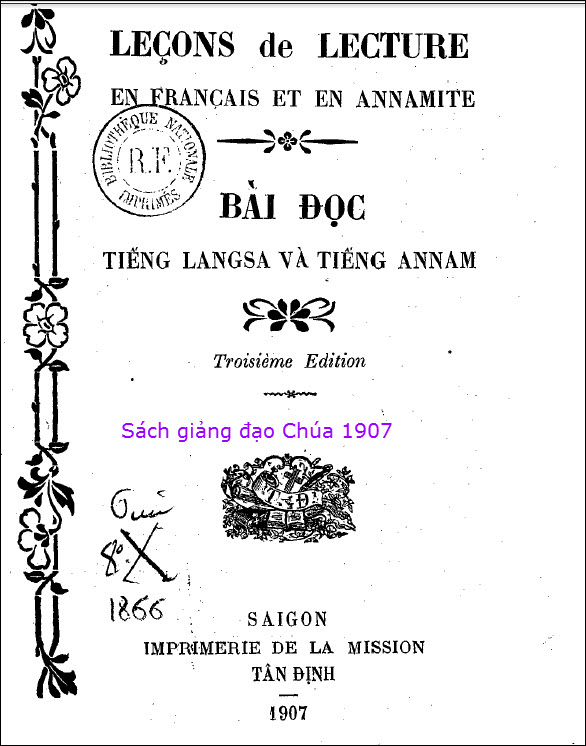 LEÇONS de LECTURE
EN FRANÇAIS ET EN ANNAMITE
BIBLIOTHÈQUE NATIONALE
R.F.
IMPRIMÉS
BÀI ĐỌC
TIẾNG LANGSA VÀ TIẾNG ANNAM
Troisième Edition
Sách giảng đạo Chúa 1907
T Đ
8º X
1866
SAIGON
IMPRIMERIE DE LA MISSION
TÂN ĐỊNH
1907